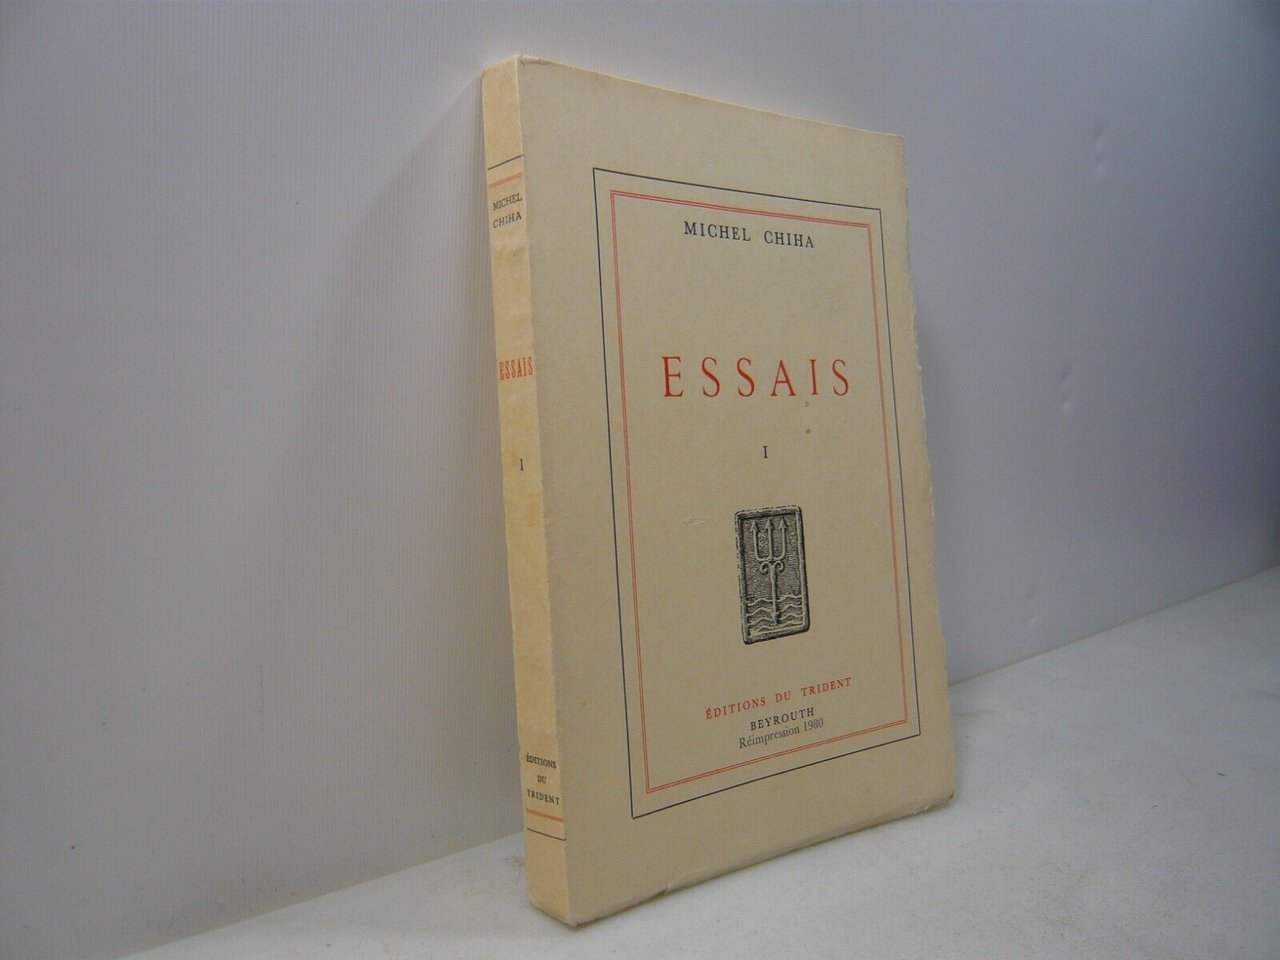 MICHEL
CHIHA
ESSAIS
I
ÉDITIONS
DU
TRIDENT
MICHEL CHIHA
ESSAIS
I
ÉDITIONS DU TRIDENT
BEYROUTH
Réimpression 1980